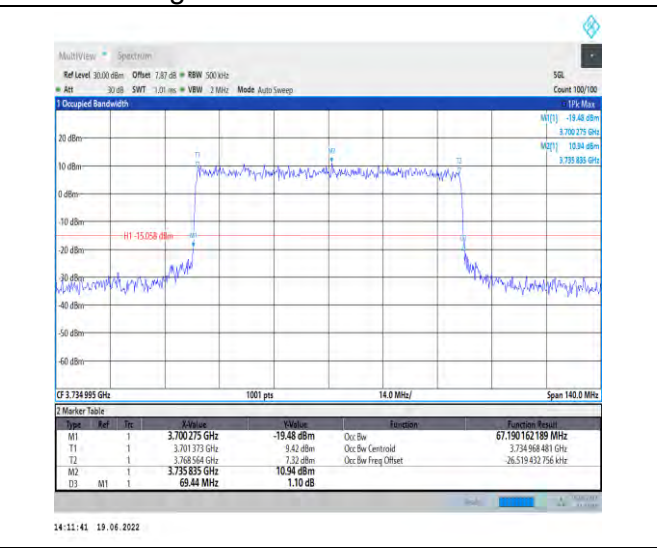 MultiView Spectrum
Ref Level 30.00 dBm Offset 7.87 dB RBW 500 kHz SGL
Att 30 dB SWT 1.01 ms VBW 2 MHz Mode Auto Sweep Count 100/100
1 Occupied Bandwidth 1Pk Max
M1[1] -19.48 dBm
3.700 275 GHz
M2[1] 10.94 dBm
3.735 835 GHz
20 dBm
10 dBm
0 dBm
-10 dBm
H1 -15.058 dBm
-20 dBm
-30 dBm
-40 dBm
-50 dBm
-60 dBm
T1
M2
T2
CF 3.734 995 GHz 1001 pts 14.0 MHz/ Span 140.0 MHz
2 Marker Table
Type Ref Trc X-Value Y-Value Function Function Result
M1 1 3.700 275 GHz -19.48 dBm Occ Bw 67.190 162 189 MHz
T1 1 3.701 373 GHz 9.42 dBm Occ Bw Centroid 3.734 968 481 GHz
T2 1 3.768 564 GHz 7.32 dBm Occ Bw Freq Offset -26.519 432 756 kHz
M2 1 3.735 835 GHz 10.94 dBm
D3 M1 1 69.44 MHz 1.10 dB
14:11:41 19.06.2022